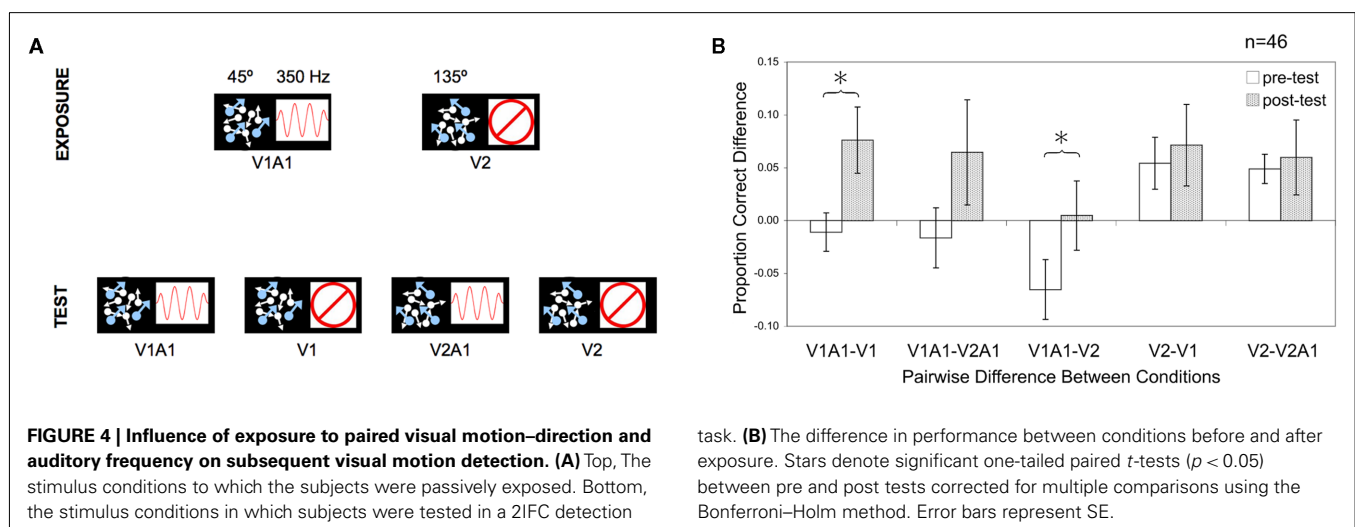 A
EXPOSURE
45º 350 Hz
135º
V1A1
V2
TEST
V1A1
V1
V2A1
V2
B
n=46
pre-test
post-test
Proportion Correct Difference
0.15
0.10
0.05
0.00
-0.05
-0.10
*
*
V1A1-V1 V1A1-V2A1 V1A1-V2 V2-V1 V2-V2A1
Pairwise Difference Between Conditions
FIGURE 4 | Influence of exposure to paired visual motion–direction and
auditory frequency on subsequent visual motion detection. (A) Top, The
stimulus conditions to which the subjects were passively exposed. Bottom,
the stimulus conditions in which subjects were tested in a 2IFC detection
task. (B) The difference in performance between conditions before and after
exposure. Stars denote significant one-tailed paired t-tests (p < 0.05)
between pre and post tests corrected for multiple comparisons using the
Bonferroni–Holm method. Error bars represent SE.